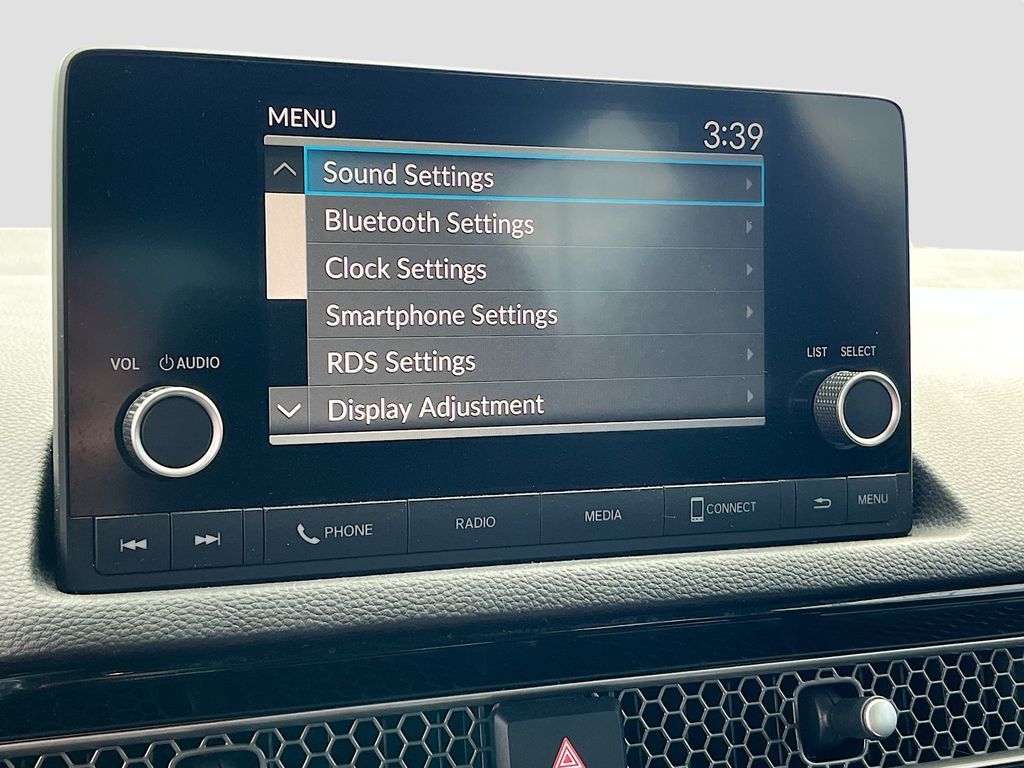 MENU
3:39
Sound Settings
Bluetooth Settings
Clock Settings
Smartphone Settings
RDS Settings
Display Adjustment
VOL AUDIO
LIST SELECT
PHONE
RADIO
MEDIA
CONNECT
MENU